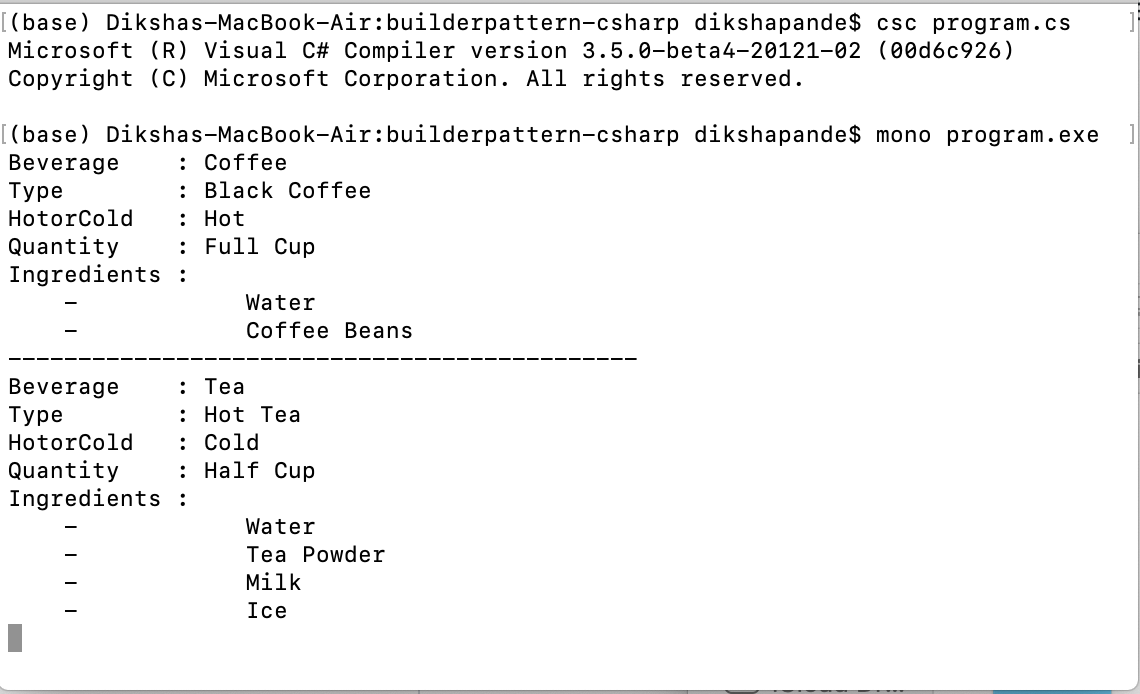 [(base) Dikshas-MacBook-Air:builderpattern-csharp dikshapande$ csc program.cs ]
Microsoft (R) Visual C# Compiler version 3.5.0-beta4-20121-02 (00d6c926)
Copyright (C) Microsoft Corporation. All rights reserved.
[(base) Dikshas-MacBook-Air:builderpattern-csharp dikshapande$ mono program.exe ]
Beverage    : Coffee
Type        : Black Coffee
HotorCold   : Hot
Quantity    : Full Cup
Ingredients :
    -            Water
    -            Coffee Beans
---------------------------------------------
Beverage    : Tea
Type        : Hot Tea
HotorCold   : Cold
Quantity    : Half Cup
Ingredients :
    -            Water
    -            Tea Powder
    -            Milk
    -            Ice